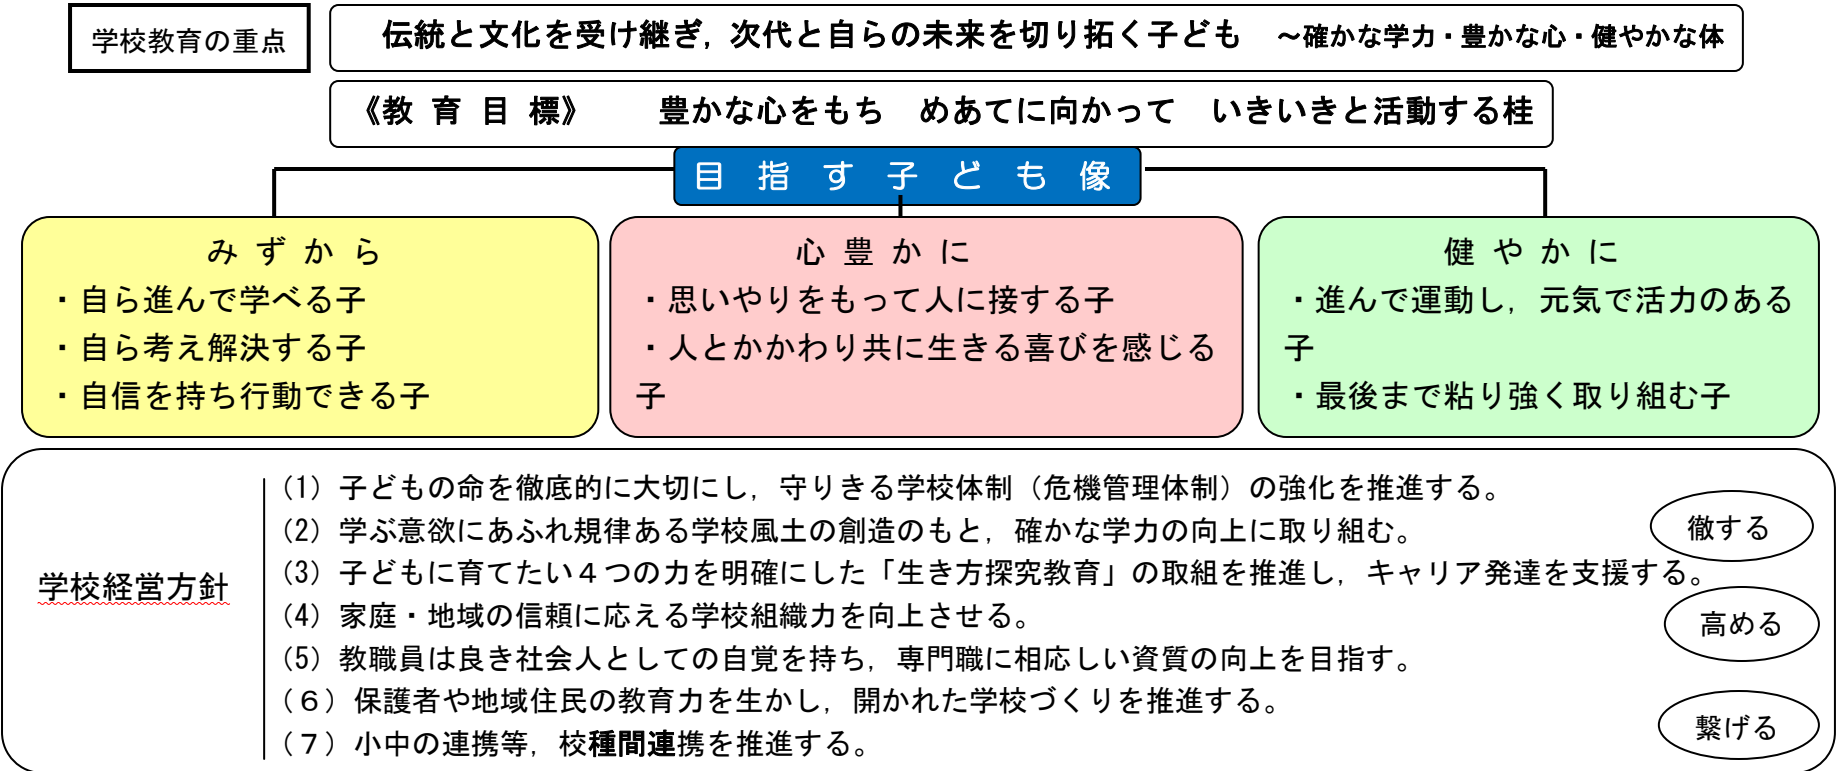 学校教育の重点
伝統と文化を受け継ぎ，次代と自らの未来を切り拓く子ども　～確かな学力・豊かな心・健やかな体
《教 育 目 標》　　豊かな心をもち　めあてに向かって　いきいきと活動する桂
目 指 す 子 ど も 像
み ず か ら
・自ら進んで学べる子
・自ら考え解決する子
・自信を持ち行動できる子
心 豊 か に
・思いやりをもって人に接する子
・人とかかわり共に生きる喜びを感じる
子
健 や か に
・進んで運動し，元気で活力のある
子
・最後まで粘り強く取り組む子
学校経営方針
（1）子どもの命を徹底的に大切にし，守りきる学校体制（危機管理体制）の強化を推進する。
（2）学ぶ意欲にあふれ規律ある学校風土の創造のもと，確かな学力の向上に取り組む。
（3）子どもに育てたい４つの力を明確にした「生き方探究教育」の取組を推進し，キャリア発達を支援する。
（4）家庭・地域の信頼に応える学校組織力を向上させる。
（5）教職員は良き社会人としての自覚を持ち，専門職に相応しい資質の向上を目指す。
（６）保護者や地域住民の教育力を生かし，開かれた学校づくりを推進する。
（７）小中の連携等，校種間連携を推進する。
徹する
高める
繋げる